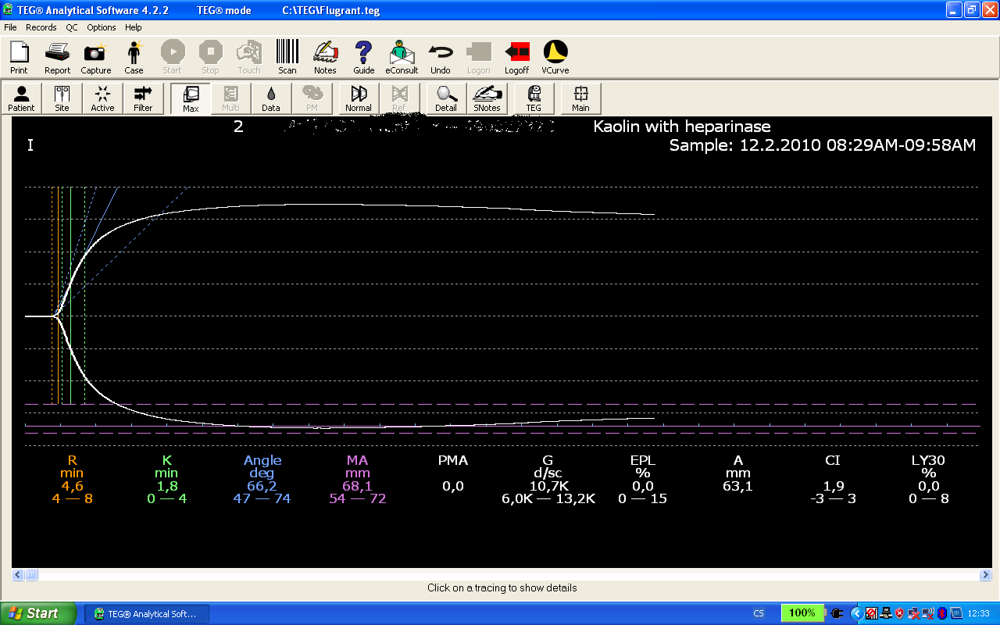 TEG® Analytical Software 4.2.2 TEG® mode C:\TEG\Flugrant.teg
File Records QC Options Help
Print Report Capture Case Start Stop Touch Scan Notes Guide eConsult Undo Logon Logoff VCurve
Patient Site Active Filter Max Multi Data PM Normal Ref Detail SNotes TEG Main
2 Kaolin with heparinase
Sample: 12.2.2010 08:29AM-09:58AM
I
R K Angle MA PMA G EPL A CI LY30
min min deg mm d/sc % mm %
4,6 1,8 66,2 68,1 0,0 10,7K 0,0 63,1 1,9 0,0
4 — 8 0 — 4 47 — 74 54 — 72 6,0K — 13,2K 0 — 15 -3 — 3 0 — 8
Click on a tracing to show details
Start TEG® Analytical Soft... CS 100% 12:33